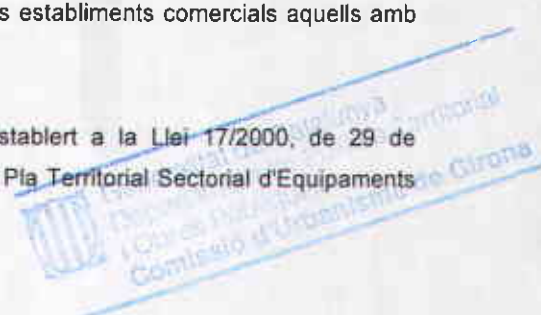 s establiments comercials aquells amb
establert a la Llei 17/2000, de 29 de
Pla Territorial Sectorial d'Equipaments
Comissió d'Urbanisme de Girona